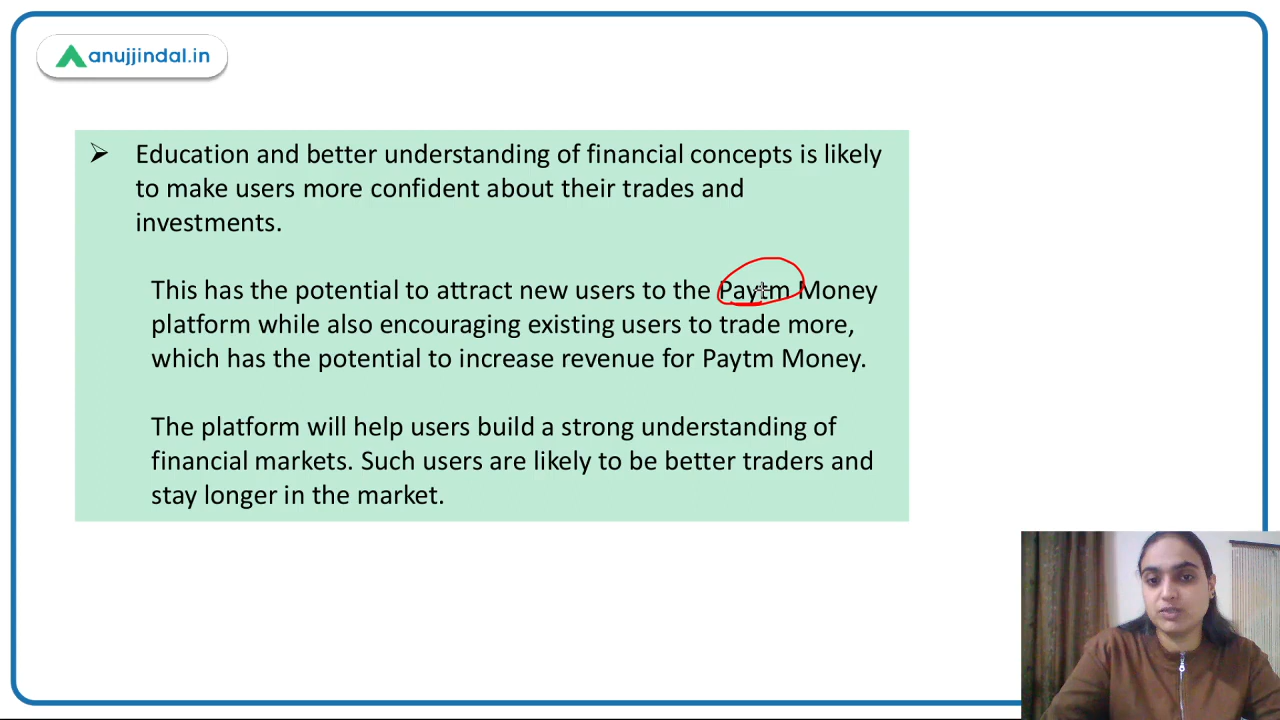 anujjindal.in
➢ Education and better understanding of financial concepts is likely
to make users more confident about their trades and
investments.
This has the potential to attract new users to the Paytm Money
platform while also encouraging existing users to trade more,
which has the potential to increase revenue for Paytm Money.
The platform will help users build a strong understanding of
financial markets. Such users are likely to be better traders and
stay longer in the market.